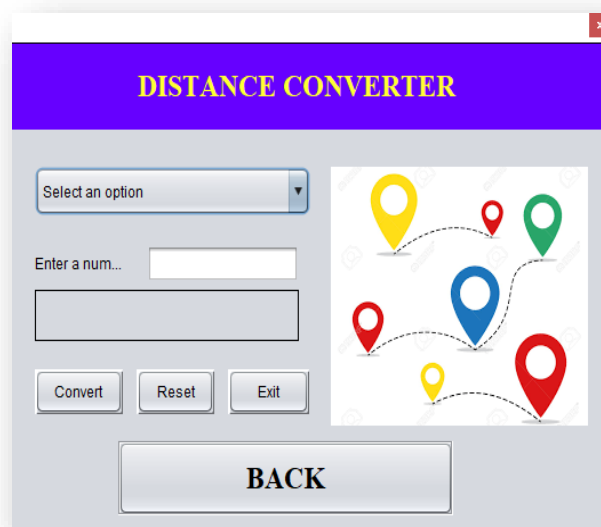 DISTANCE CONVERTER
Select an option
Enter a num...
Convert Reset Exit
BACK